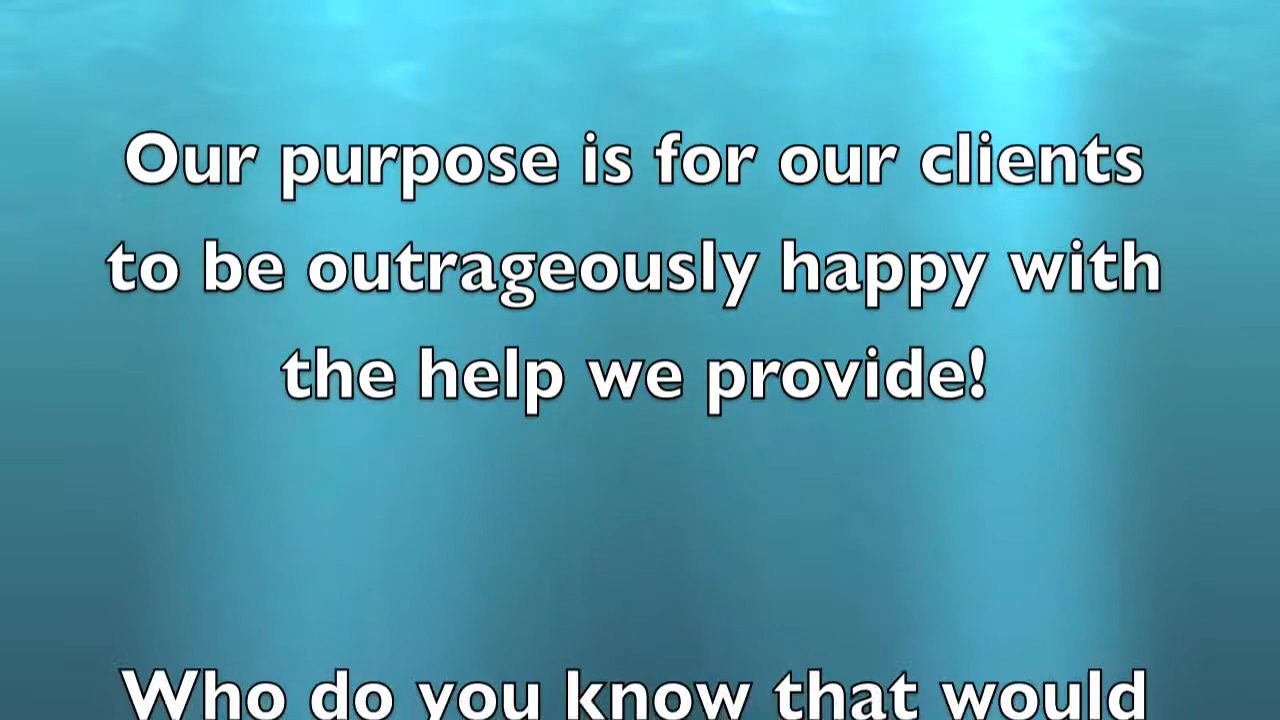 Our purpose is for our clients
to be outrageously happy with
the help we provide!
Who do you know that would